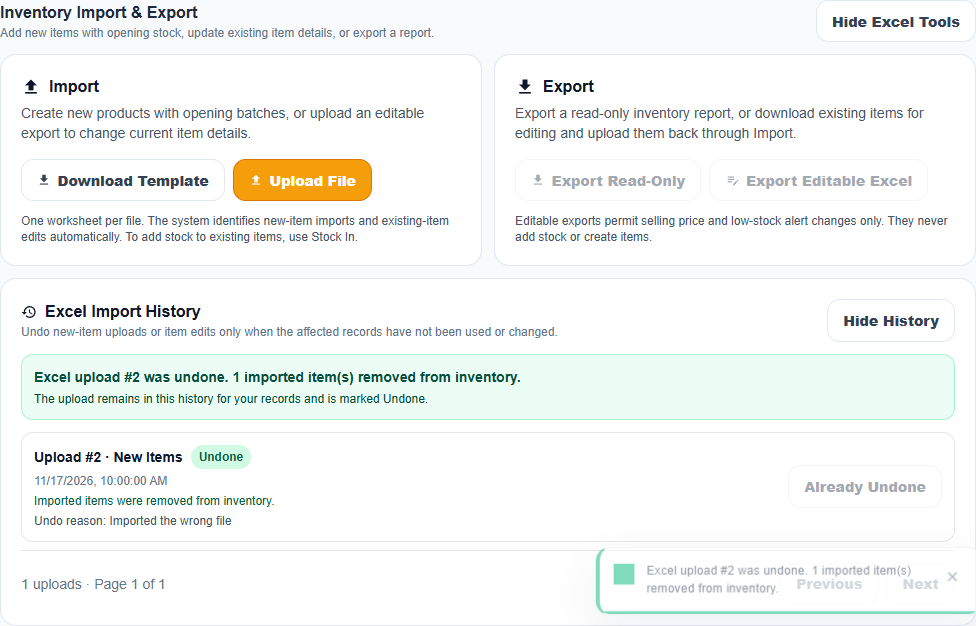 Inventory Import & Export
Add new items with opening stock, update existing item details, or export a report.
Hide Excel Tools
Import
Create new products with opening batches, or upload an editable
export to change current item details.
Download Template
Upload File
One worksheet per file. The system identifies new-item imports and existing-item
edits automatically. To add stock to existing items, use Stock In.
Export
Export a read-only inventory report, or download existing items for
editing and upload them back through Import.
Export Read-Only
Export Editable Excel
Editable exports permit selling price and low-stock alert changes only. They never
add stock or create items.
Excel Import History
Undo new-item uploads or item edits only when the affected records have not been used or changed.
Hide History
Excel upload #2 was undone. 1 imported item(s) removed from inventory.
The upload remains in this history for your records and is marked Undone.
Upload #2 · New Items
Undone
11/17/2026, 10:00:00 AM
Imported items were removed from inventory.
Undo reason: Imported the wrong file
Already Undone
1 uploads · Page 1 of 1
Excel upload #2 was undone. 1 imported item(s)
removed from inventory.
Previous
Next